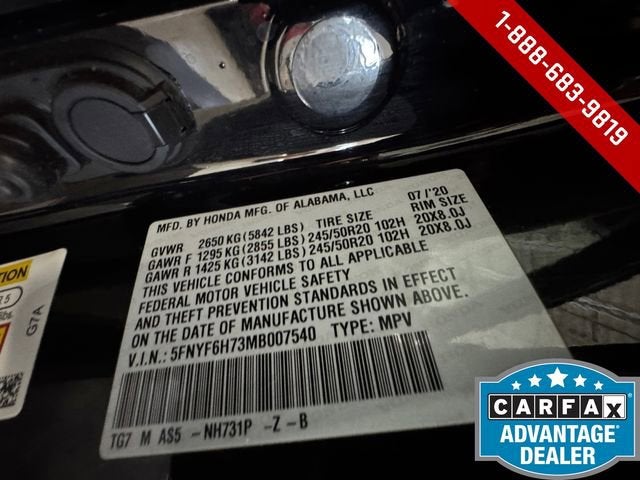 1-888-683-9819
MFD. BY HONDA MFG. OF ALABAMA, LLC 07/'20
GVWR 2650 KG (5842 LBS) TIRE SIZE RIM SIZE
GAWR F 1295 KG (2855 LBS) 245/50R20 102H 20X8.0J
GAWR R 1425 KG (3142 LBS) 245/50R20 102H 20X8.0J
THIS VEHICLE CONFORMS TO ALL APPLICABLE
FEDERAL MOTOR VEHICLE SAFETY
AND THEFT PREVENTION STANDARDS IN EFFECT
ON THE DATE OF MANUFACTURE SHOWN ABOVE.
V.I.N.: 5FNYF6H73MB007540 TYPE: MPV
TG7 M AS5 -NH731P -Z -B
G7A
CARFAX
ADVANTAGE
DEALER